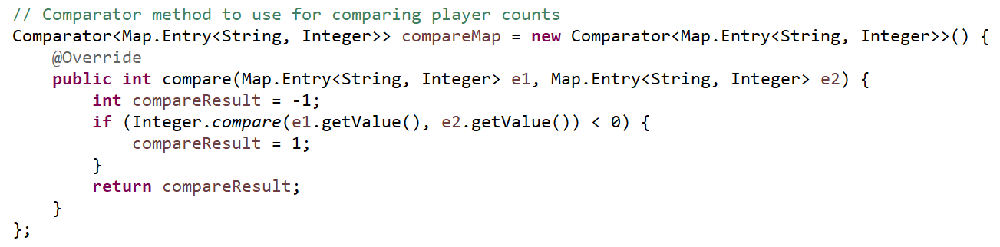 // Comparator method to use for comparing player counts
Comparator<Map.Entry<String, Integer>> compareMap = new Comparator<Map.Entry<String, Integer>>() {
    @Override
    public int compare(Map.Entry<String, Integer> e1, Map.Entry<String, Integer> e2) {
        int compareResult = -1;
        if (Integer.compare(e1.getValue(), e2.getValue()) < 0) {
            compareResult = 1;
        }
        return compareResult;
    }
};